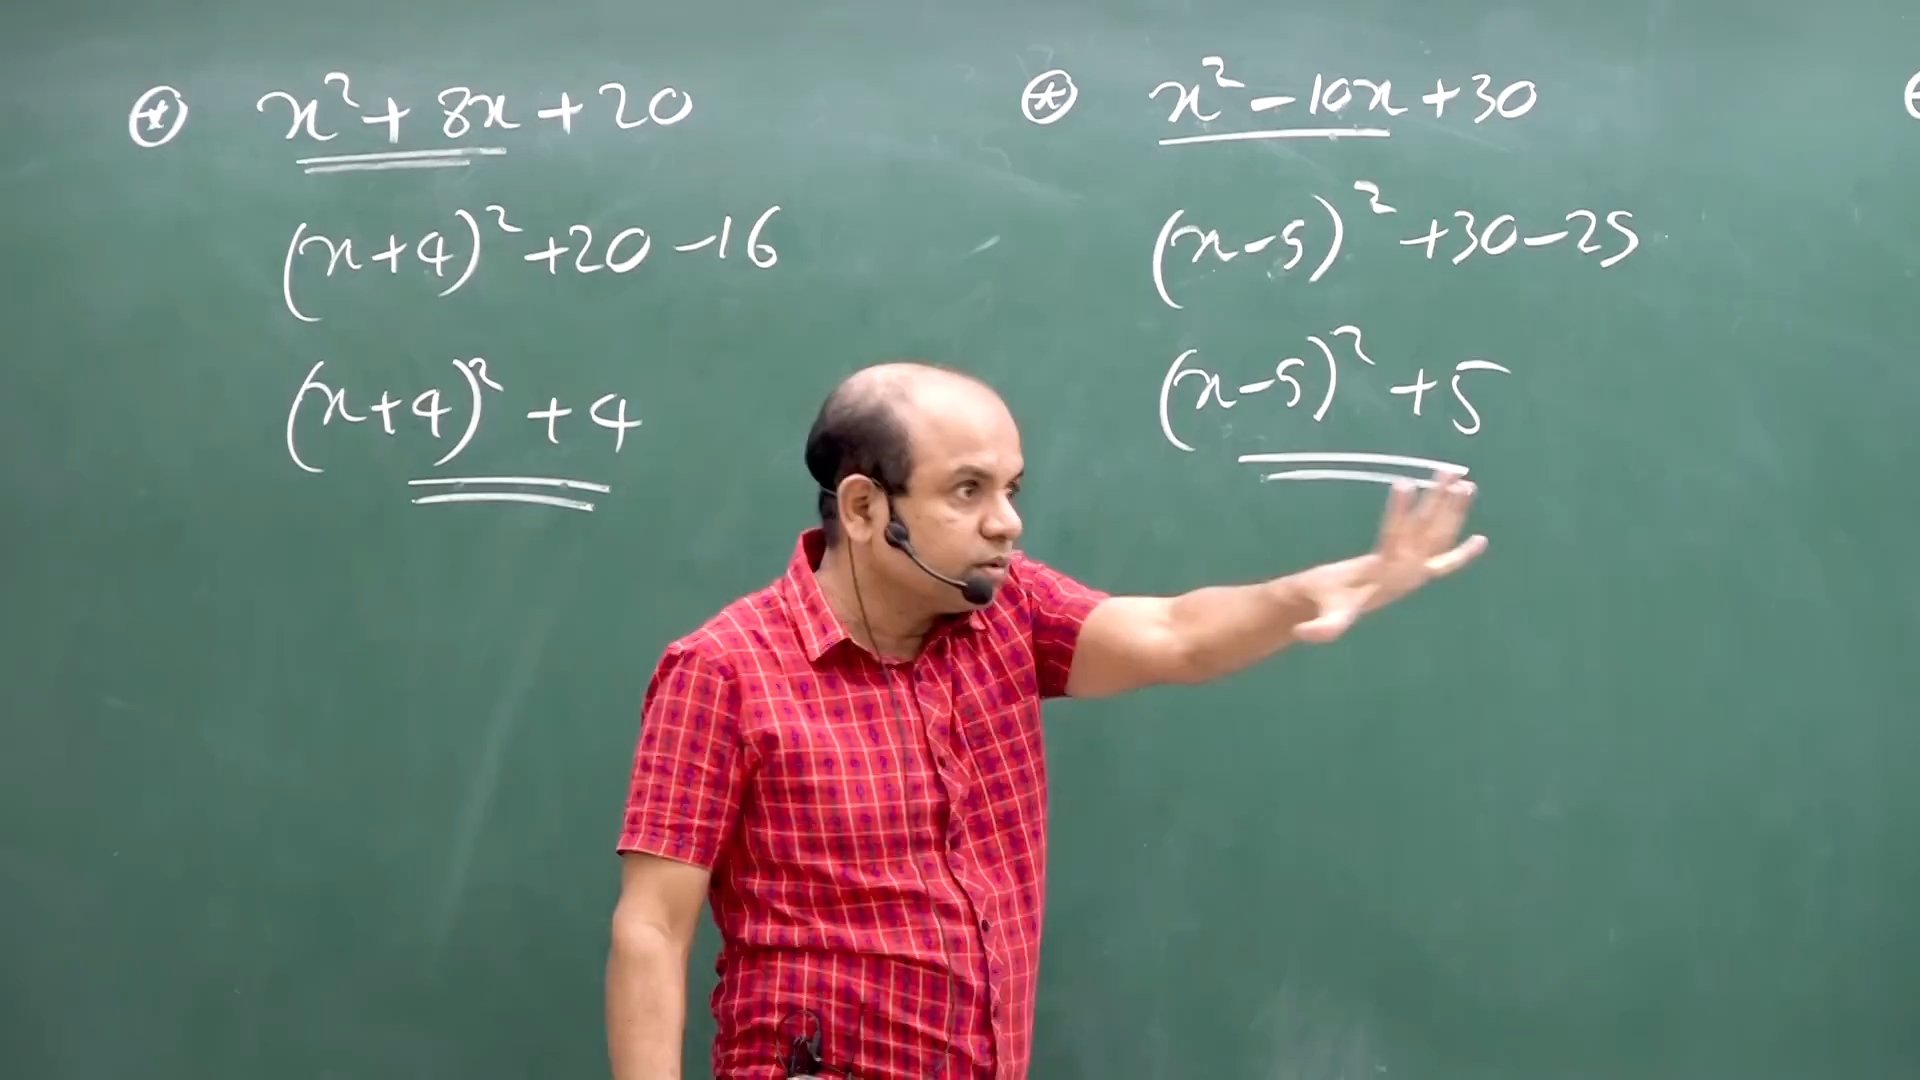 x² + 8x + 20
(x+4)² + 20 - 16
(x+4)² + 4
x² - 10x + 30
(x-5)² + 30 - 25
(x-5)² + 5